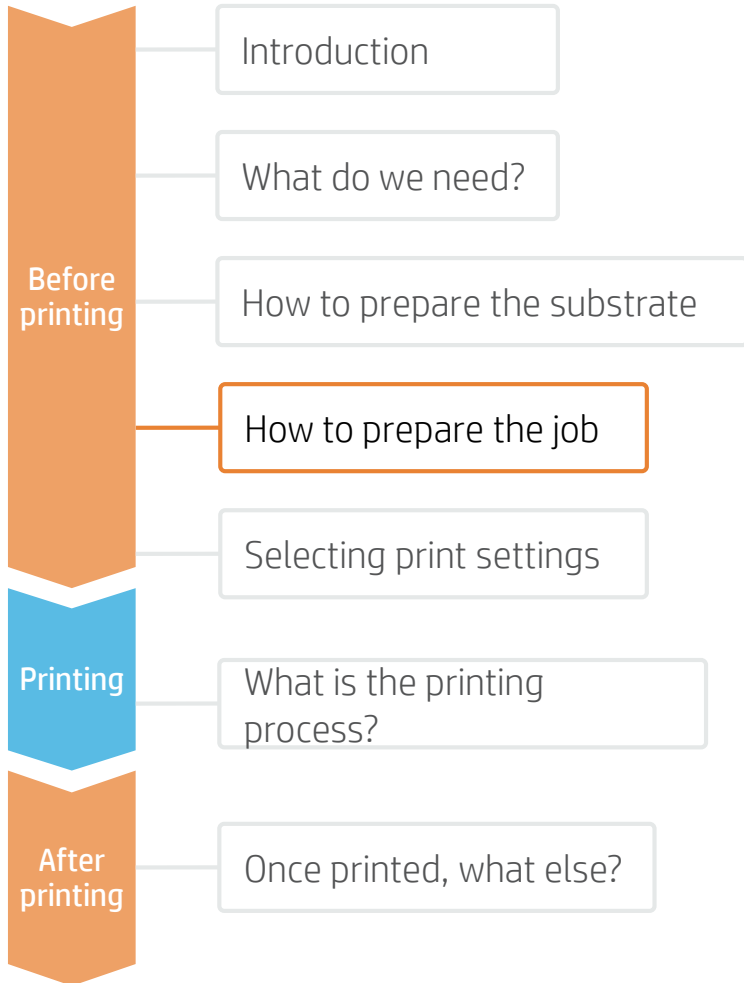 Introduction
What do we need?
Before
printing
How to prepare the substrate
How to prepare the job
Selecting print settings
Printing
What is the printing
process?
After
printing
Once printed, what else?